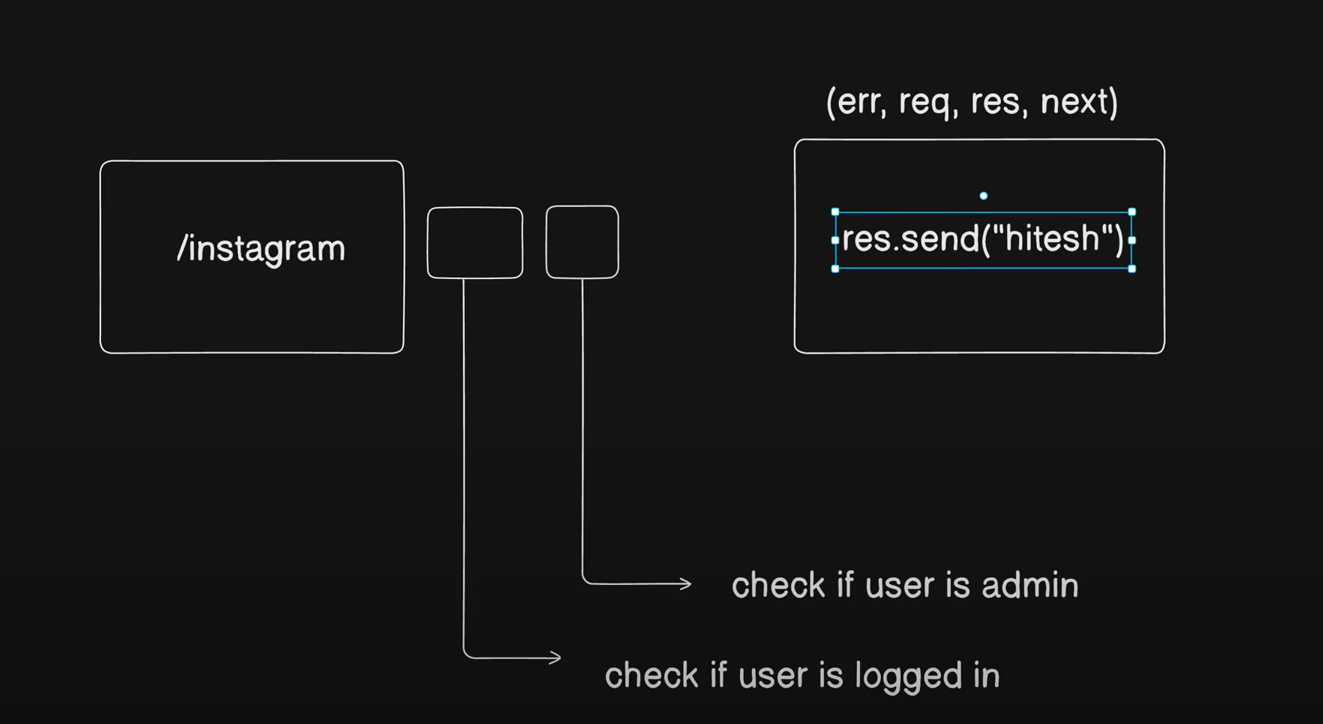 (err, req, res, next)
/instagram
res.send("hitesh")
check if user is admin
check if user is logged in